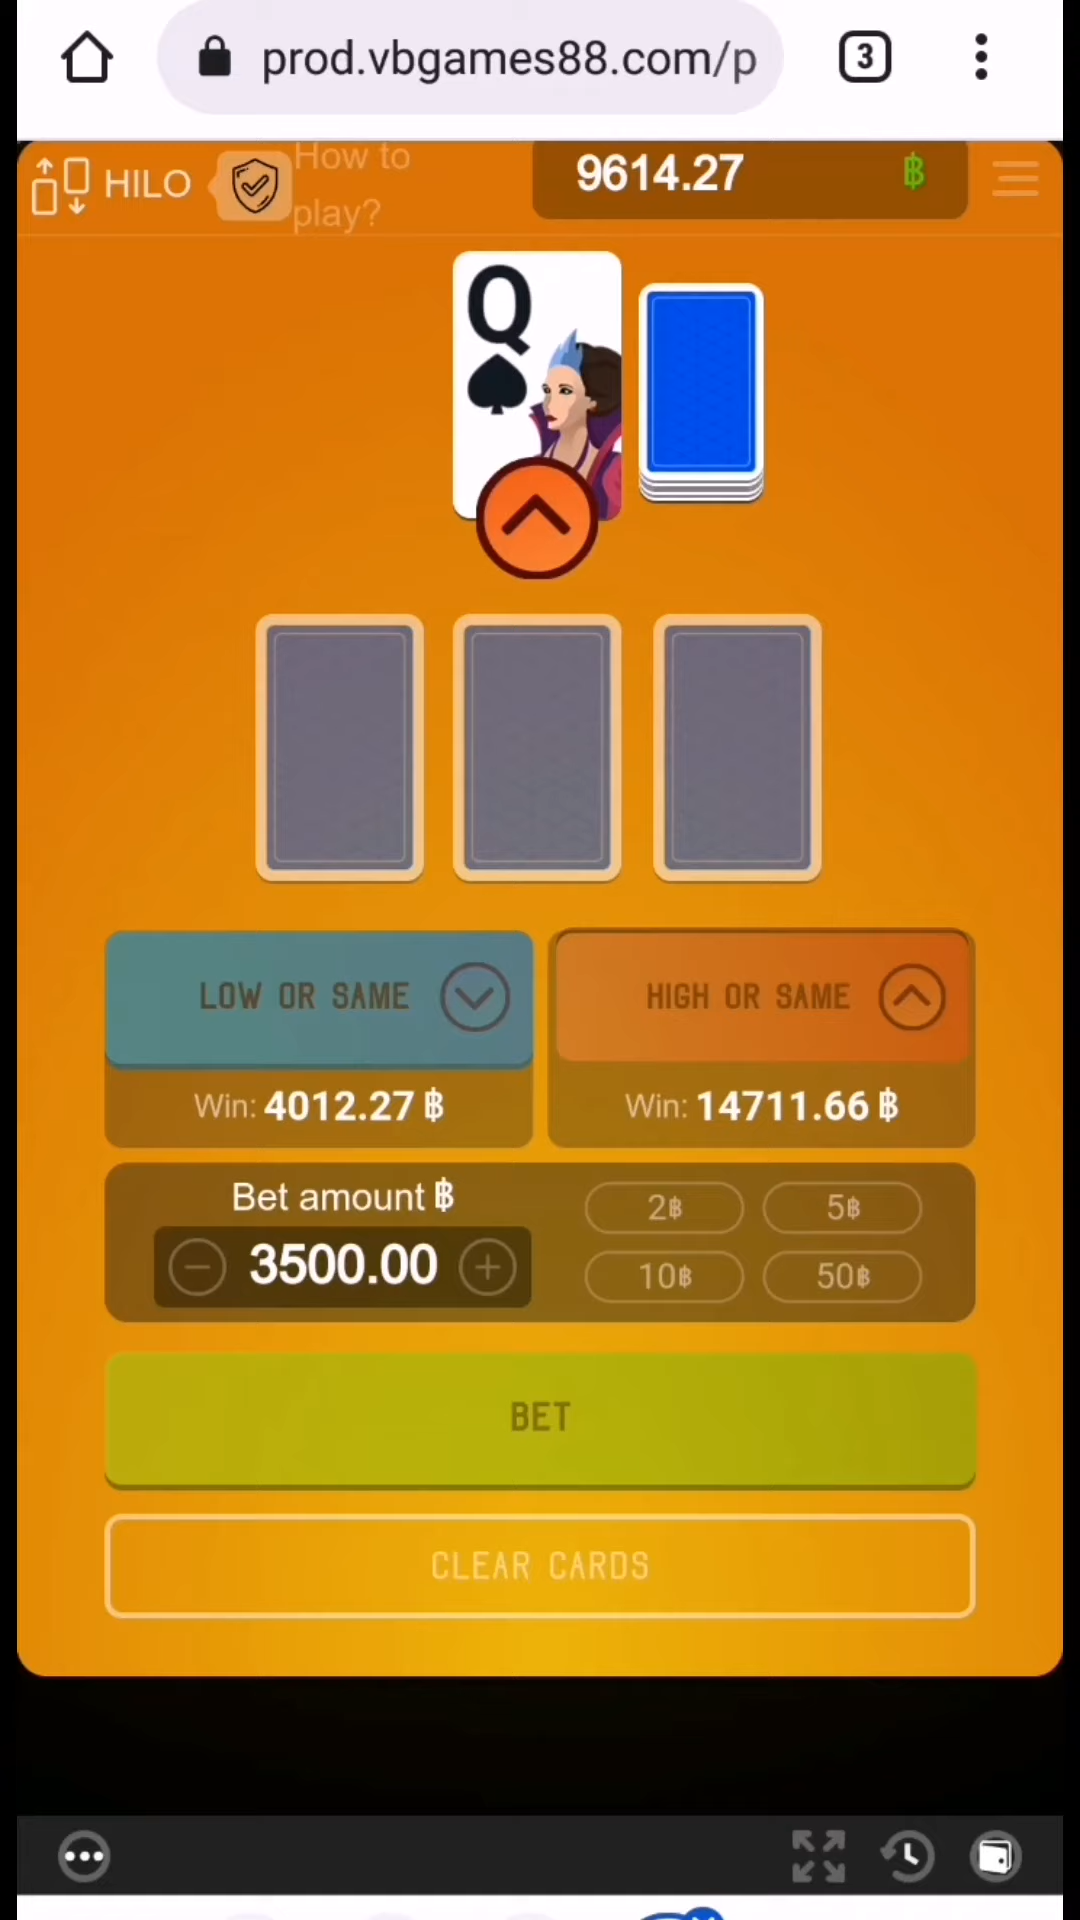 prod.vbgames88.com/p
3
HILO
How to
play?
9614.27 ฿
Q
LOW OR SAME
HIGH OR SAME
Win: 4012.27 ฿
Win: 14711.66 ฿
Bet amount ฿
2฿
5฿
3500.00
10฿
50฿
BET
CLEAR CARDS